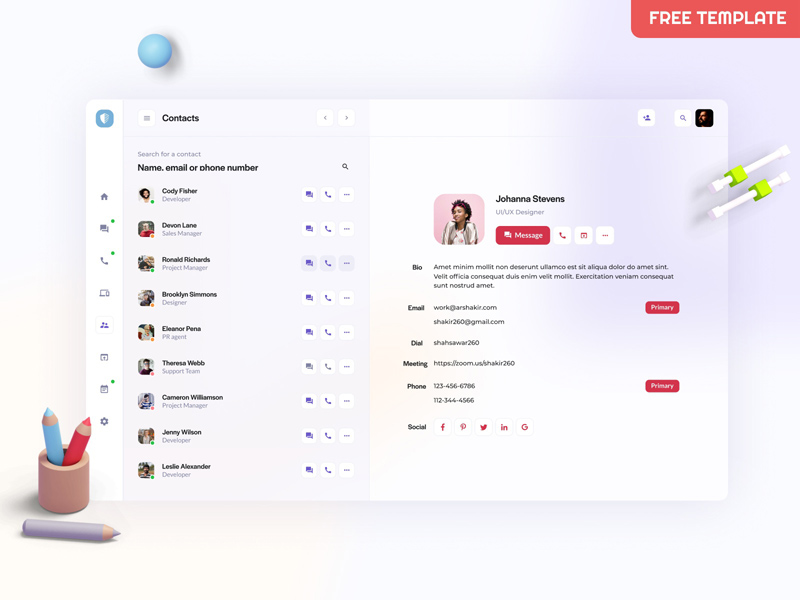 FREE TEMPLATE
Contacts
Search for a contact
Name, email or phone number
Cody Fisher
Developer
Devon Lane
Sales Manager
Ronald Richards
Project Manager
Brooklyn Simmons
Designer
Eleanor Pena
PR agent
Theresa Webb
Support Team
Cameron Williamson
Project Manager
Jenny Wilson
Developer
Leslie Alexander
Developer
Johanna Stevens
UI/UX Designer
Message
Bio
Amet minim mollit non deserunt ullamco est sit aliqua dolor do amet sint.
Velit officia consequat duis enim velit mollit. Exercitation veniam consequat
sunt nostrud amet.
Email
work@arshakir.com
Primary
shakir260@gmail.com
Dial
shahsawar260
Meeting
https://zoom.us/shakir260
Phone
123-456-6786
Primary
112-344-4566
Social